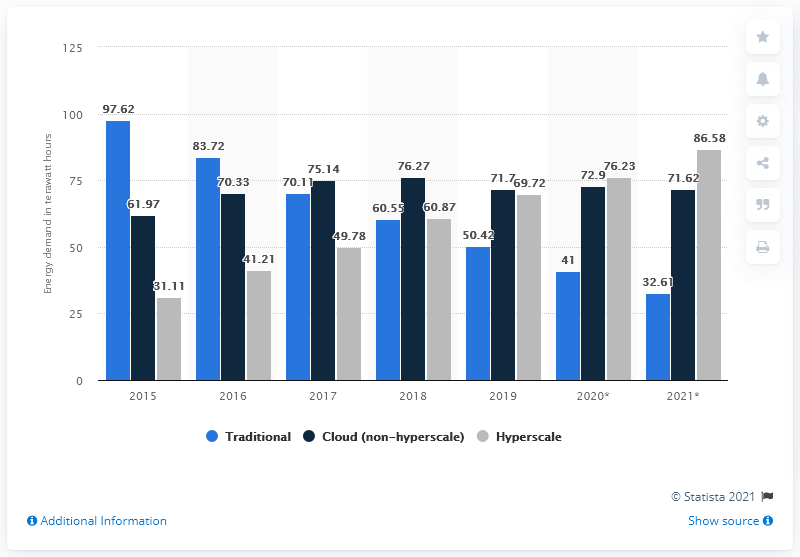 125
100
75
50
25
0
Energy demand in terawatt hours
97.62 61.97 31.11
83.72 70.33 41.21
70.11 75.14 49.78
60.55 76.27 60.87
50.42 71.7 69.72
41 72.9 76.23
32.61 71.62 86.58
2015 2016 2017 2018 2019 2020* 2021*
Traditional Cloud (non-hyperscale) Hyperscale
© Statista 2021
Additional Information Show source